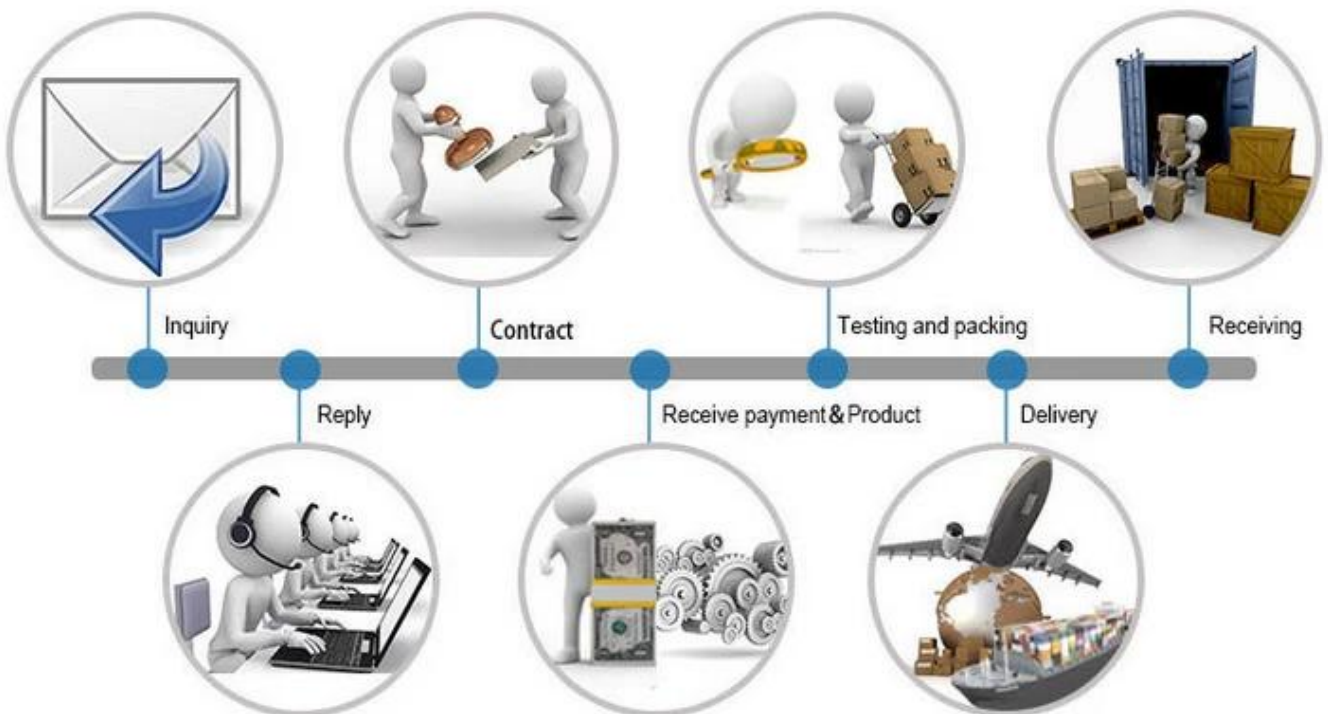 Inquiry
Contract
Testing and packing
Receiving
Reply
Receive payment&Product
Delivery